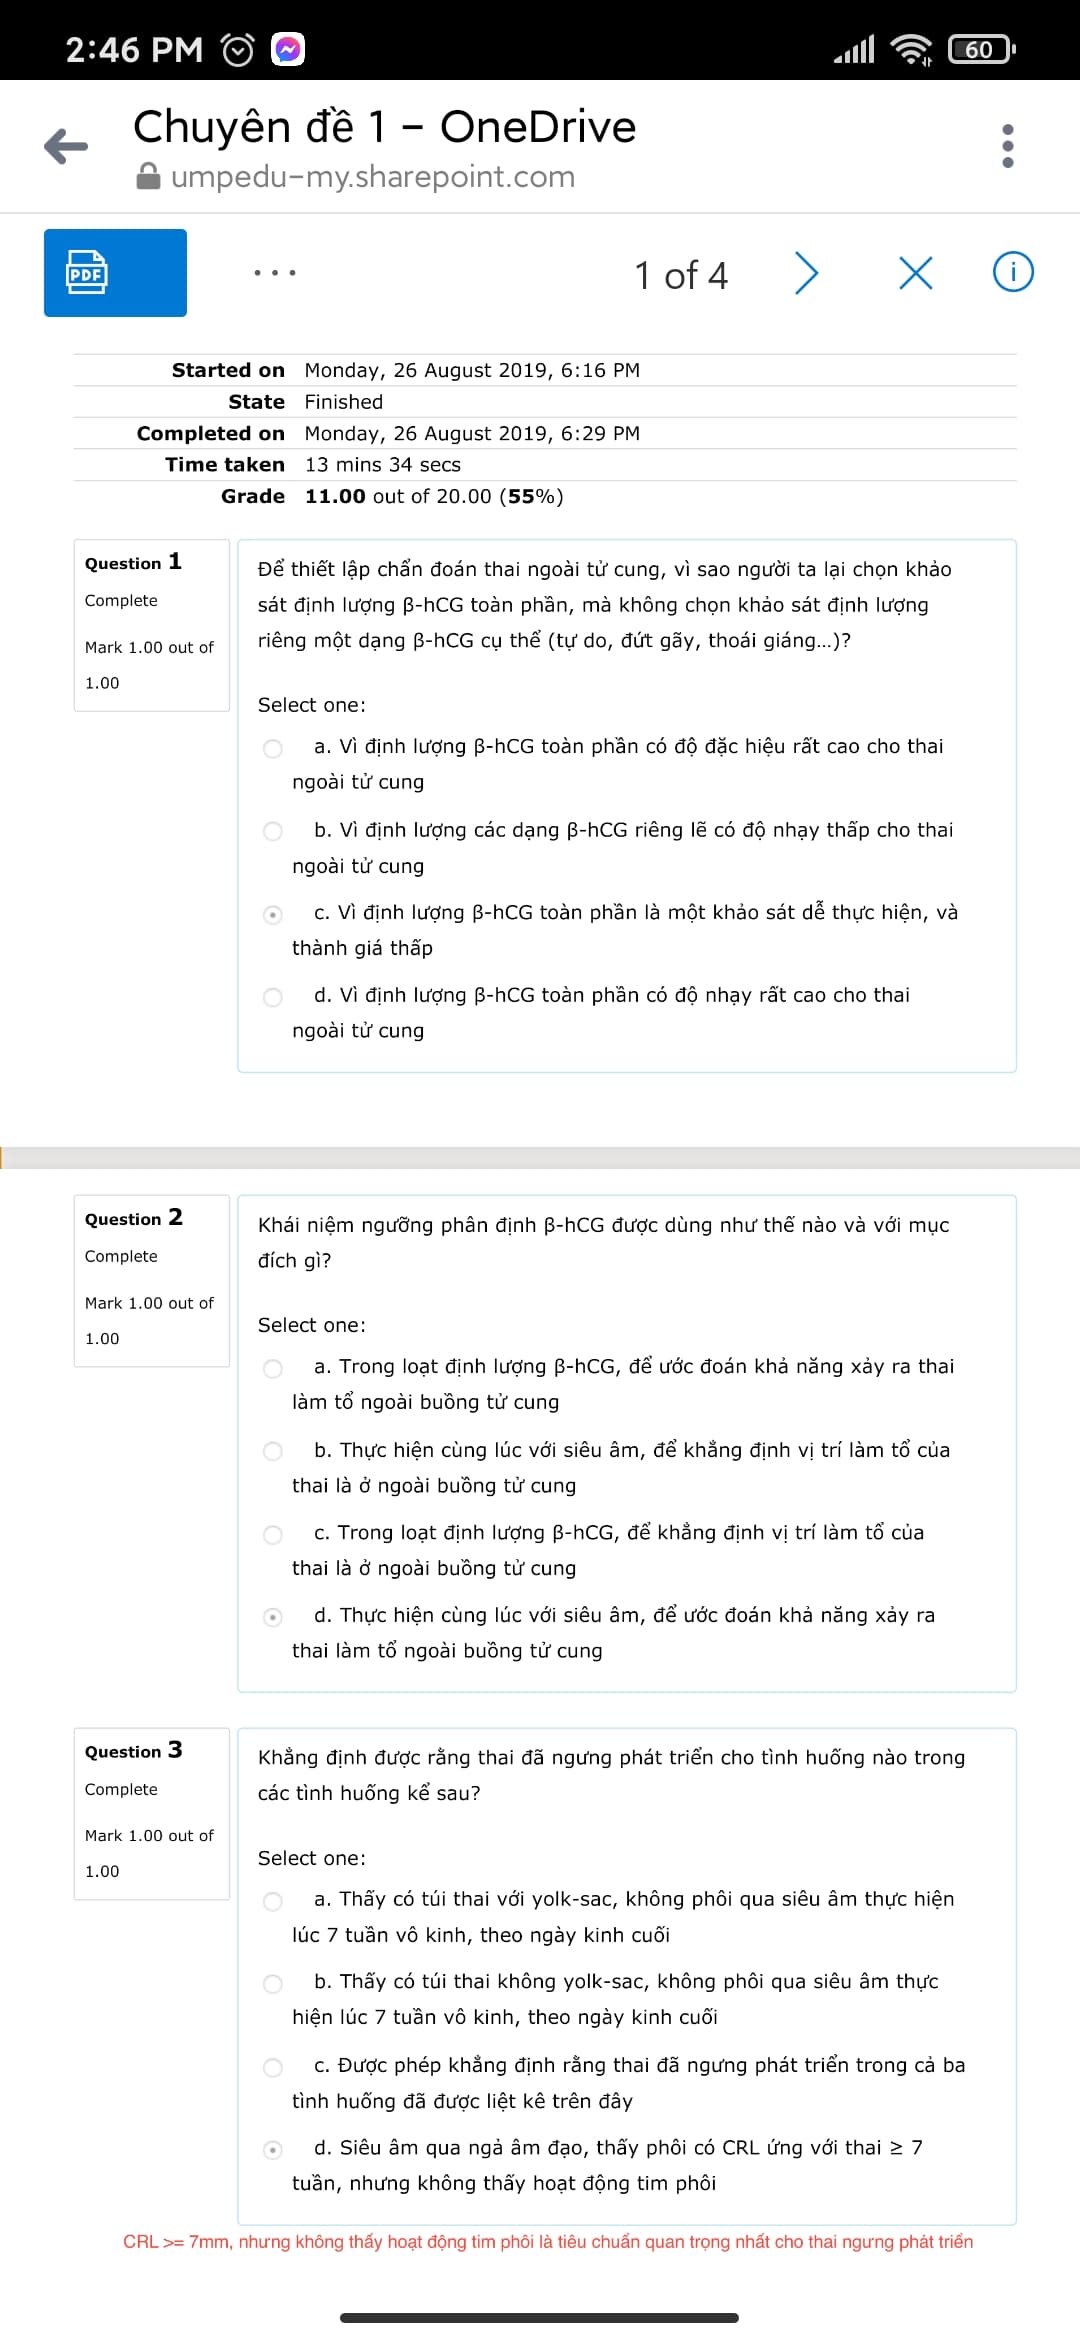 2:46 PM
60
Chuyên đề 1 – OneDrive
umpedu-my.sharepoint.com
PDF
1 of 4
Started on Monday, 26 August 2019, 6:16 PM
State Finished
Completed on Monday, 26 August 2019, 6:29 PM
Time taken 13 mins 34 secs
Grade 11.00 out of 20.00 (55%)
Question 1
Complete
Mark 1.00 out of
1.00
Để thiết lập chẩn đoán thai ngoài tử cung, vì sao người ta lại chọn khảo
sát định lượng β-hCG toàn phần, mà không chọn khảo sát định lượng
riêng một dạng β-hCG cụ thể (tự do, đứt gãy, thoái giáng...)?
Select one:
a. Vì định lượng β-hCG toàn phần có độ đặc hiệu rất cao cho thai
ngoài tử cung
b. Vì định lượng các dạng β-hCG riêng lẽ có độ nhạy thấp cho thai
ngoài tử cung
c. Vì định lượng β-hCG toàn phần là một khảo sát dễ thực hiện, và
thành giá thấp
d. Vì định lượng β-hCG toàn phần có độ nhạy rất cao cho thai
ngoài tử cung
Question 2
Complete
Mark 1.00 out of
1.00
Khái niệm ngưỡng phân định β-hCG được dùng như thế nào và với mục
đích gì?
Select one:
a. Trong loạt định lượng β-hCG, để ước đoán khả năng xảy ra thai
làm tổ ngoài buồng tử cung
b. Thực hiện cùng lúc với siêu âm, để khẳng định vị trí làm tổ của
thai là ở ngoài buồng tử cung
c. Trong loạt định lượng β-hCG, để khẳng định vị trí làm tổ của
thai là ở ngoài buồng tử cung
d. Thực hiện cùng lúc với siêu âm, để ước đoán khả năng xảy ra
thai làm tổ ngoài buồng tử cung
Question 3
Complete
Mark 1.00 out of
1.00
Khẳng định được rằng thai đã ngưng phát triển cho tình huống nào trong
các tình huống kể sau?
Select one:
a. Thấy có túi thai với yolk-sac, không phôi qua siêu âm thực hiện
lúc 7 tuần vô kinh, theo ngày kinh cuối
b. Thấy có túi thai không yolk-sac, không phôi qua siêu âm thực
hiện lúc 7 tuần vô kinh, theo ngày kinh cuối
c. Được phép khẳng định rằng thai đã ngưng phát triển trong cả ba
tình huống đã được liệt kê trên đây
d. Siêu âm qua ngả âm đạo, thấy phôi có CRL ứng với thai ≥ 7
tuần, nhưng không thấy hoạt động tim phôi
CRL >= 7mm, nhưng không thấy hoạt động tim phôi là tiêu chuẩn quan trọng nhất cho thai ngưng phát triển